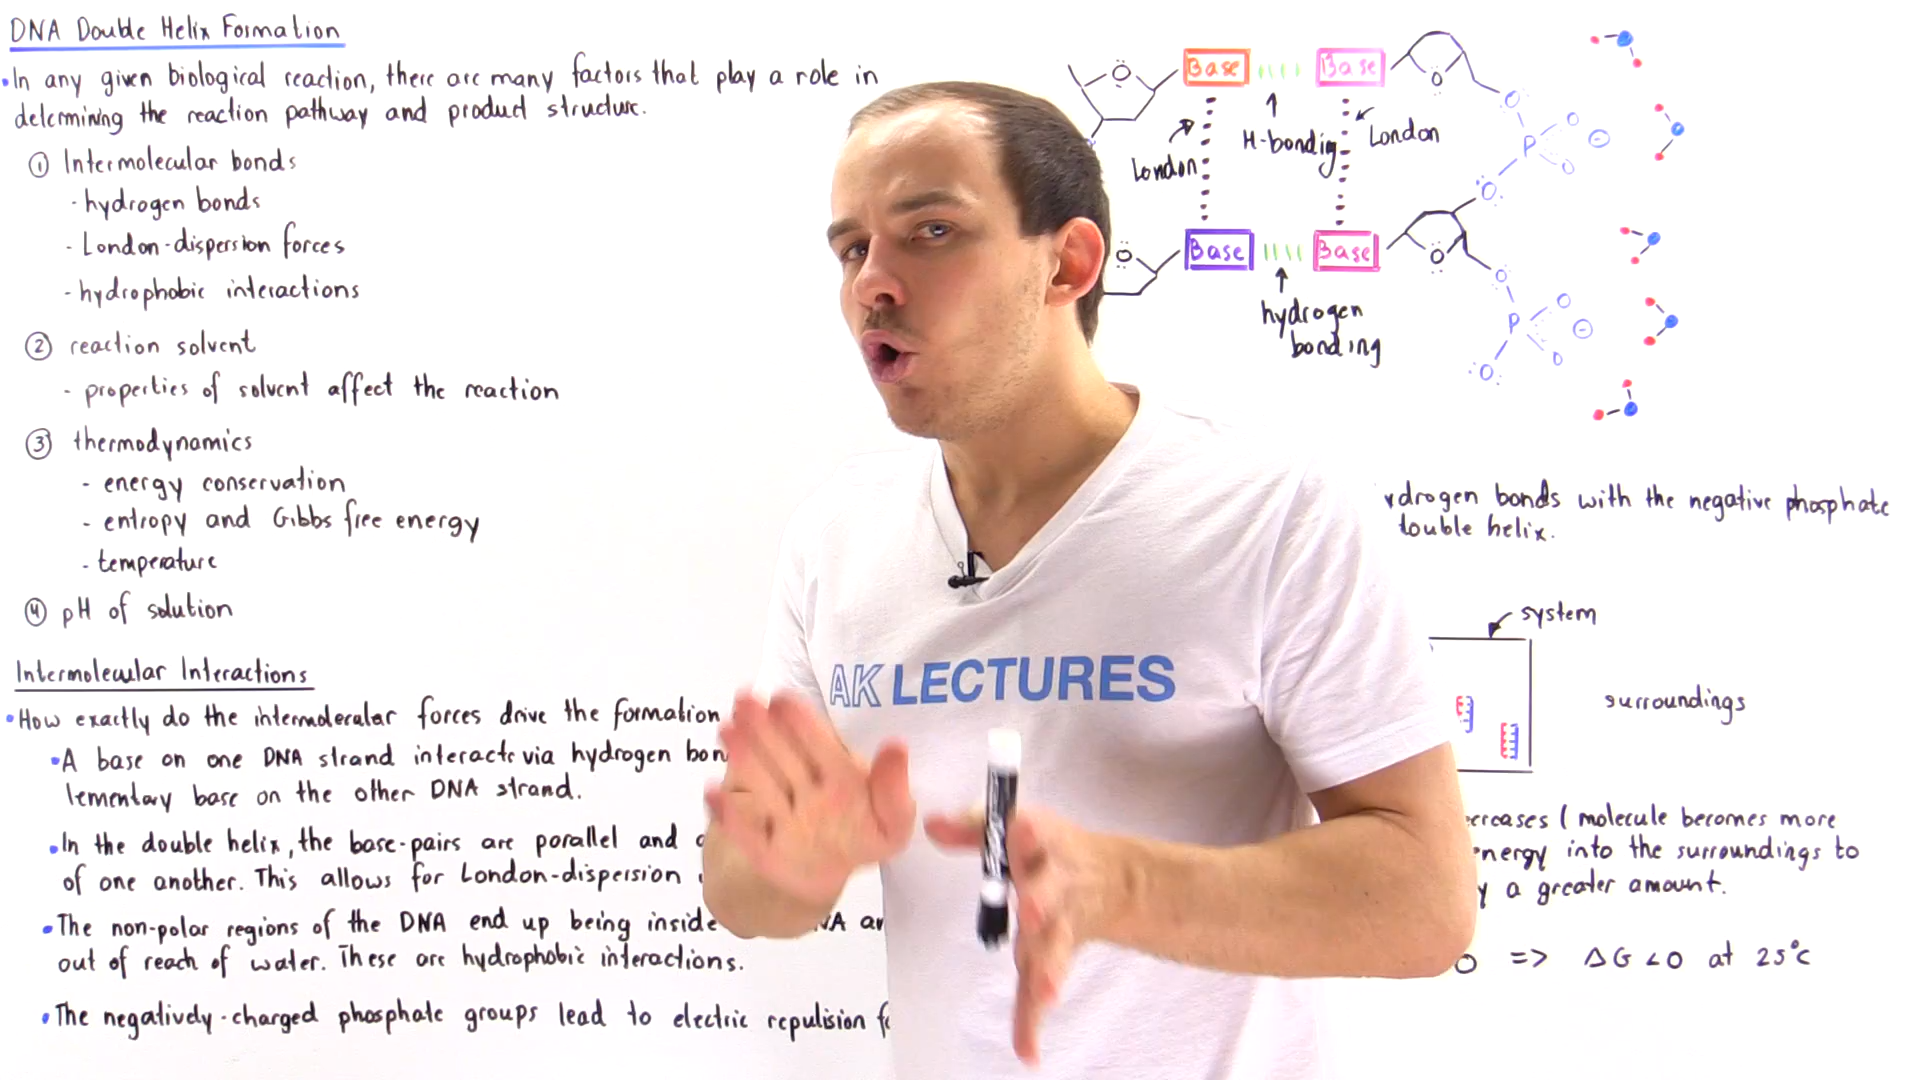 DNA Double Helix Formation
•In any given biological reaction, there are many factors that play a role in
determining the reaction pathway and product structure.
① Intermolecular bonds
- hydrogen bonds
- London-dispersion forces
- hydrophobic interactions
② reaction solvent
- properties of solvent affect the reaction
③ thermodynamics
- energy conservation
- entropy and Gibbs free energy
- temperature
④ pH of solution
Intermolecular Interactions
•How exactly do the intermolecular forces drive the formation
•A base on one DNA strand interacts via hydrogen bon
lementary base on the other DNA strand.
•In the double helix, the base-pairs are parallel and
of one another. This allows for London-dispersion
•The non-polar regions of the DNA end up being inside
out of reach of water. These are hydrophobic interactions.
•The negatively-charged phosphate groups lead to electric repulision f
O Base Base O
O
P O ⊖
O
O
London H-bondig London
O Base Base O
O
P O ⊖
O
O
hydrogen
bonding
drogen bonds with the negative phosphate
double helix.
system
surroundings
creases (molecule becomes more
nergy into the surroundings to
y a greater amount.
0 => ΔG <0 at 25°C
AK LECTURES